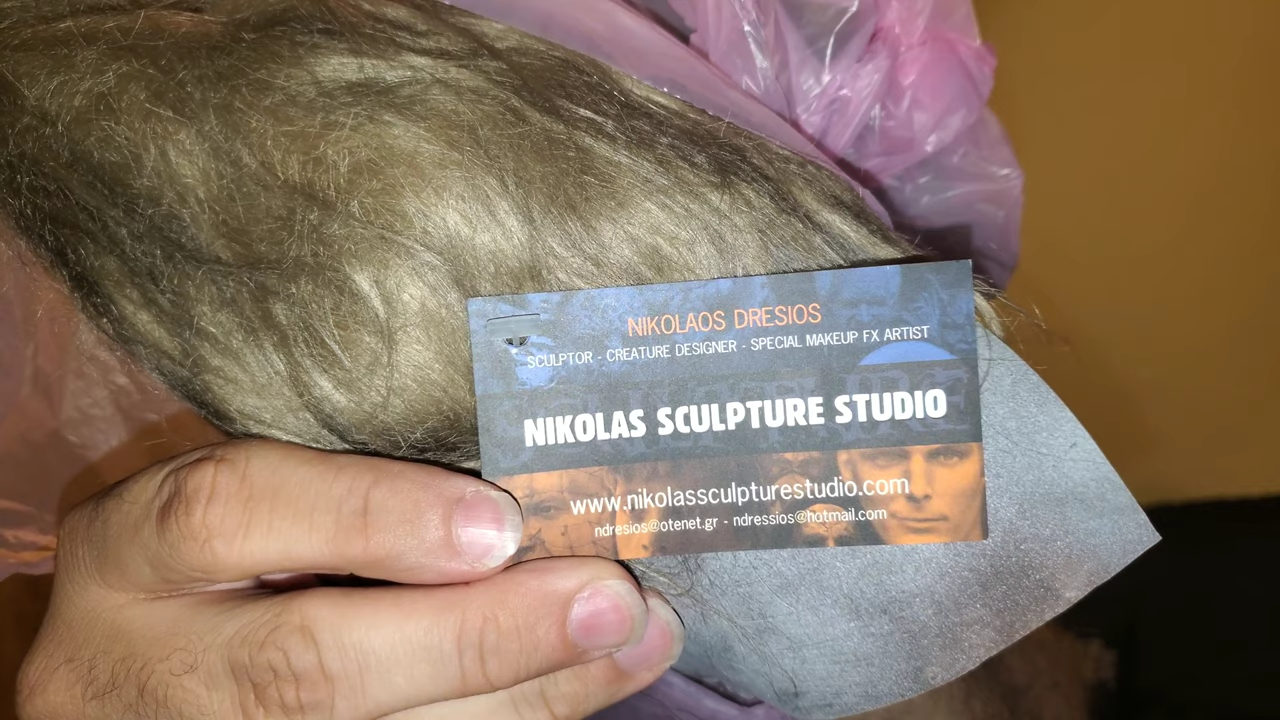 NIKOLAOS DRESIOS
SCULPTOR - CREATURE DESIGNER - SPECIAL MAKEUP FX ARTIST
NIKOLAS SCULPTURE STUDIO
www.nikolassculpturestudio.com
ndresios@otenet.gr - ndressios@hotmail.com